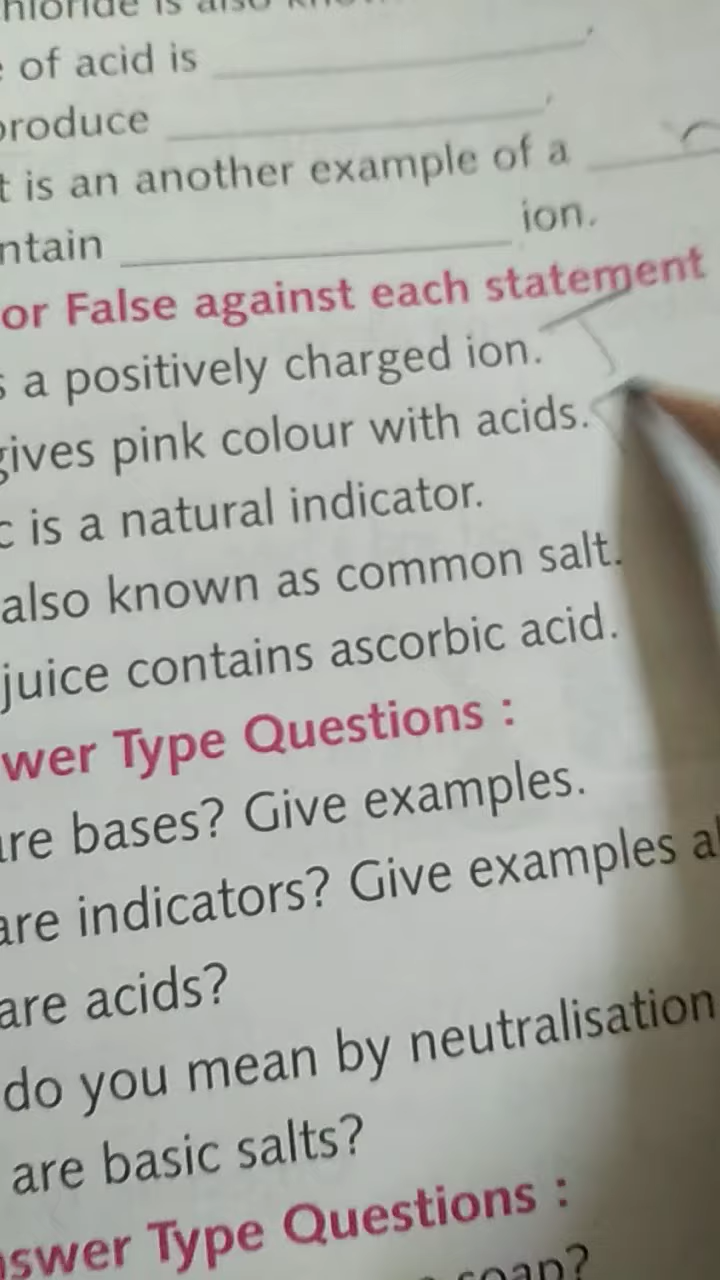 of acid is
produce
is an another example of a
ion.
or False against each statement
a positively charged ion.
gives pink colour with acids.
is a natural indicator.
also known as common salt.
juice contains ascorbic acid.
wer Type Questions :
are bases? Give examples.
are indicators? Give examples
are acids?
do you mean by neutralisation
are basic salts?
swer Type Questions :
soap?